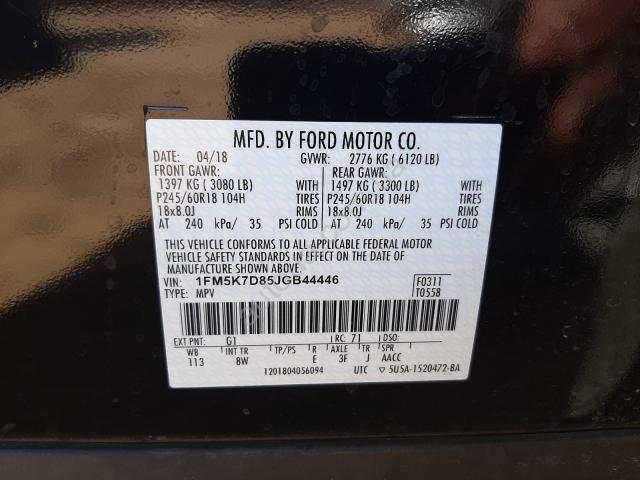 MFD. BY FORD MOTOR CO.
DATE: 04/18 GVWR: 2776 KG ( 6120 LB)
FRONT GAWR: REAR GAWR:
1397 KG ( 3080 LB) WITH 1497 KG ( 3300 LB) WITH
P245/60R18 104H TIRES P245/60R18 104H TIRES
18x8.0J RIMS 18x8.0J RIMS
AT 240 kPa/ 35 PSI COLD AT 240 kPa/ 35 PSI COLD
THIS VEHICLE CONFORMS TO ALL APPLICABLE FEDERAL MOTOR
VEHICLE SAFETY STANDARDS IN EFFECT ON THE DATE OF
MANUFACTURE SHOWN ABOVE.
VIN: 1FM5K7D85JGB44446 F0311
TYPE: MPV T0558
EXT PNT: G1 RC: 71 DSO:
WB INT TR TP/PS R AXLE TR SPR
113 8W E 3F J AACC
1201804056094 UTC ▽ 5U5A-1520472-BA